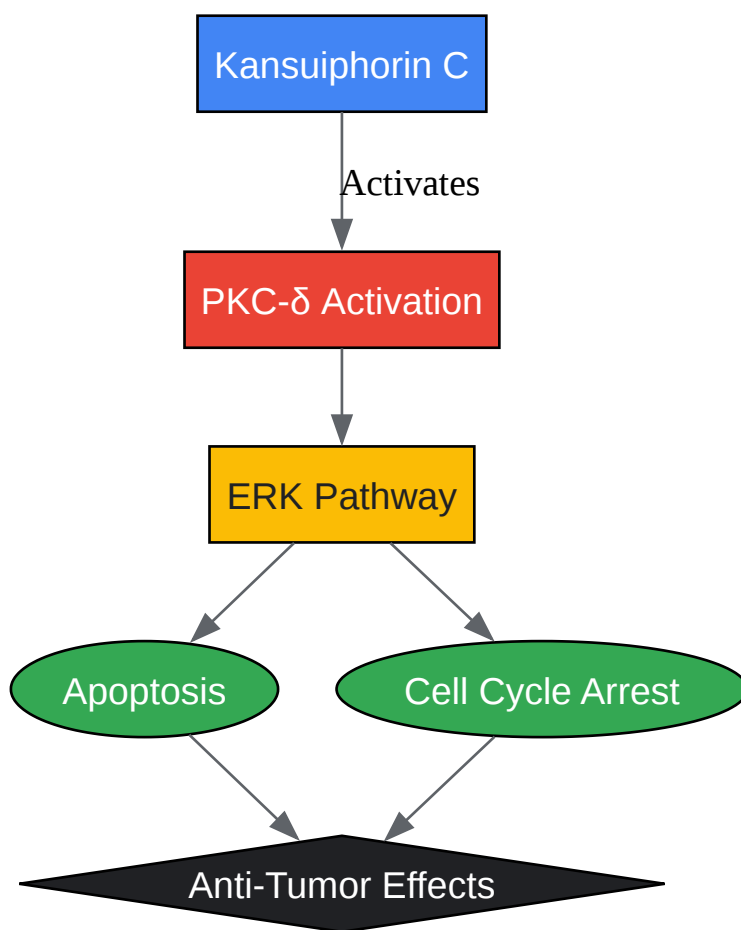 Kansuiphorin C
Activates
PKC-δ Activation
ERK Pathway
Apoptosis
Cell Cycle Arrest
Anti-Tumor Effects